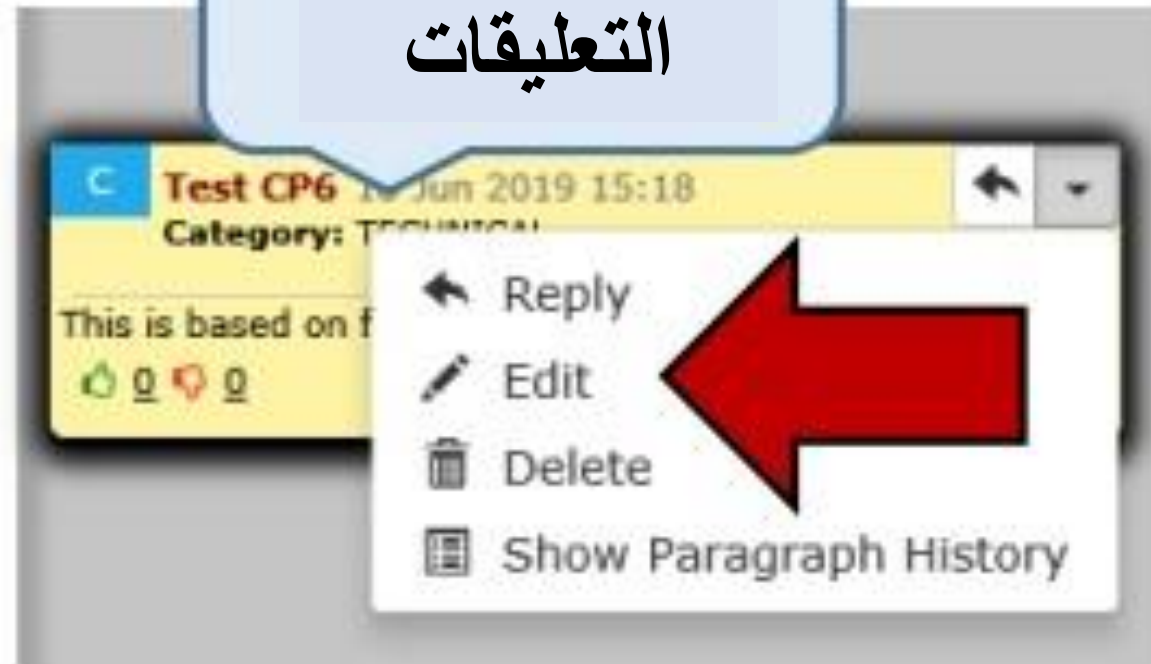 التعليقات
C
Test CP6 Jun 2019 15:18
Category: TECHNICAL
This is based on f
0 0
Reply
Edit
Delete
Show Paragraph History